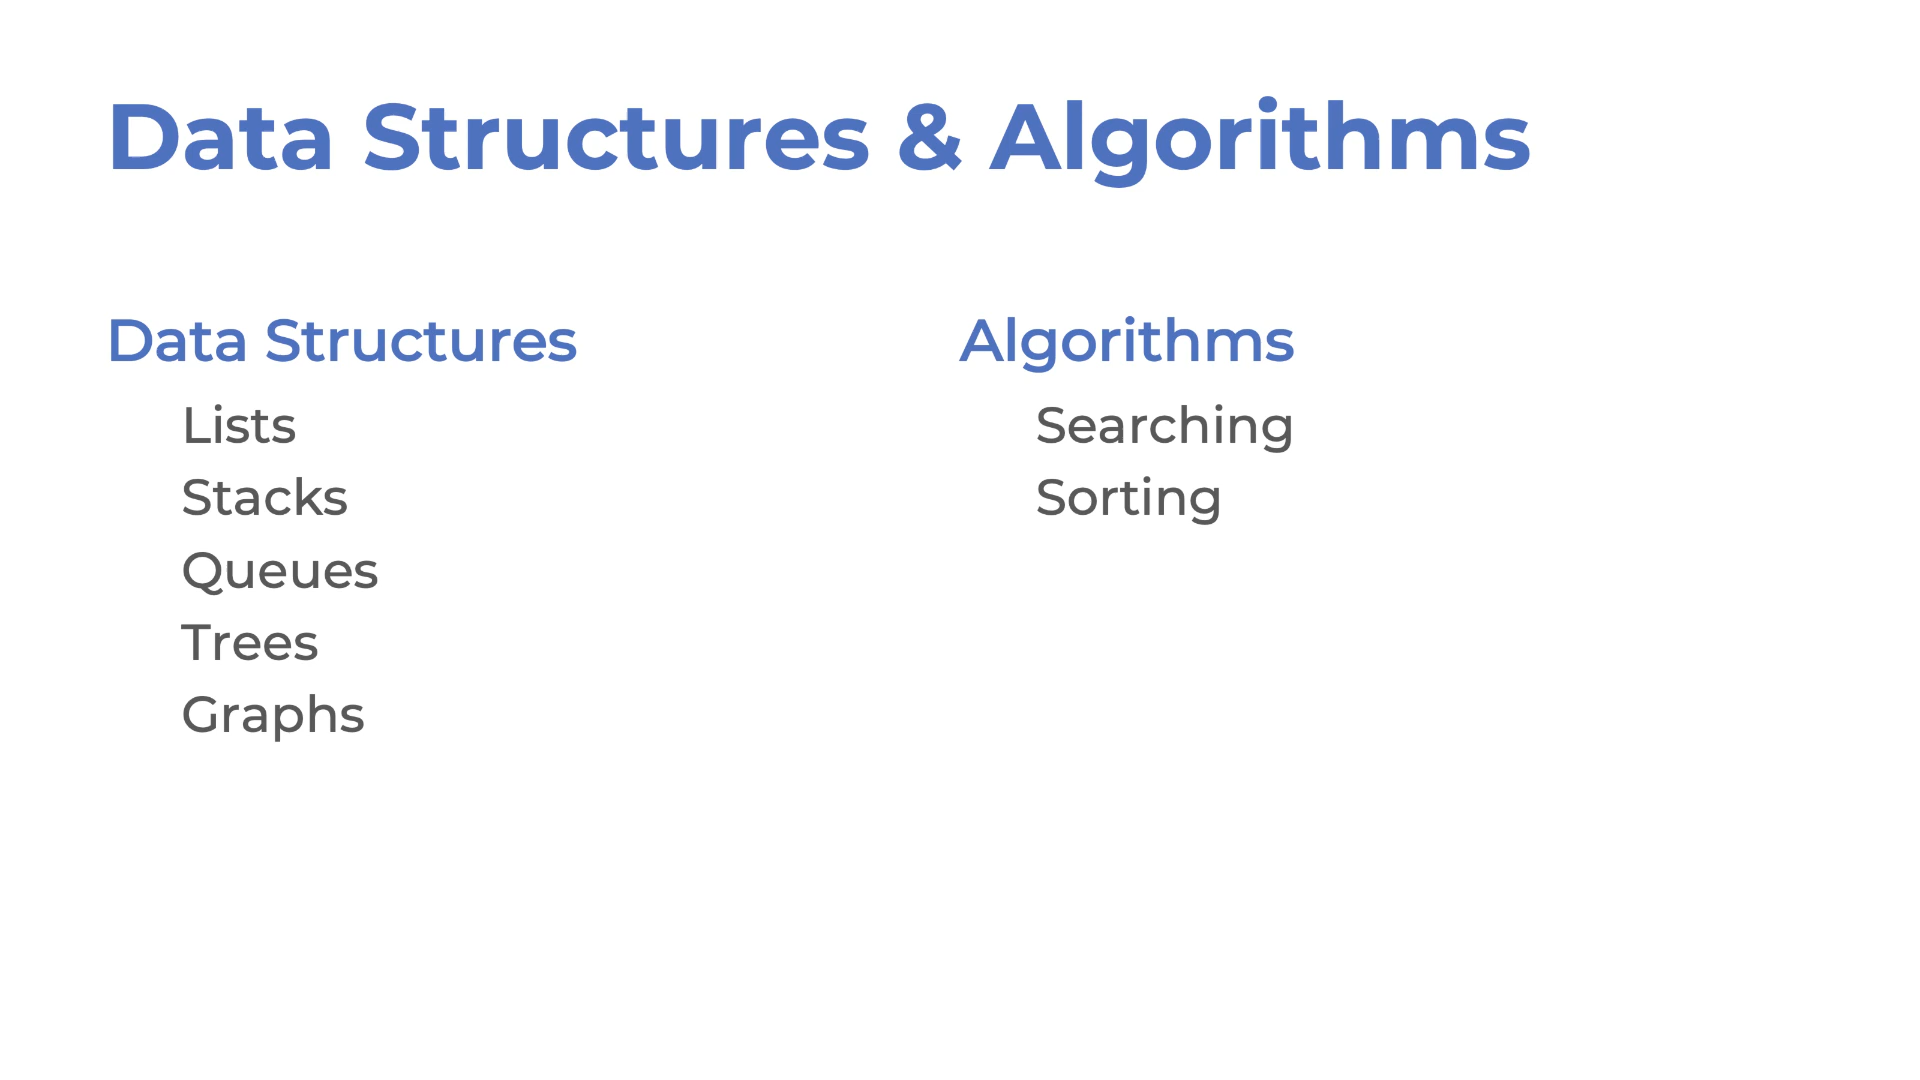 Data Structures & Algorithms
Data Structures
Lists
Stacks
Queues
Trees
Graphs
Algorithms
Searching
Sorting